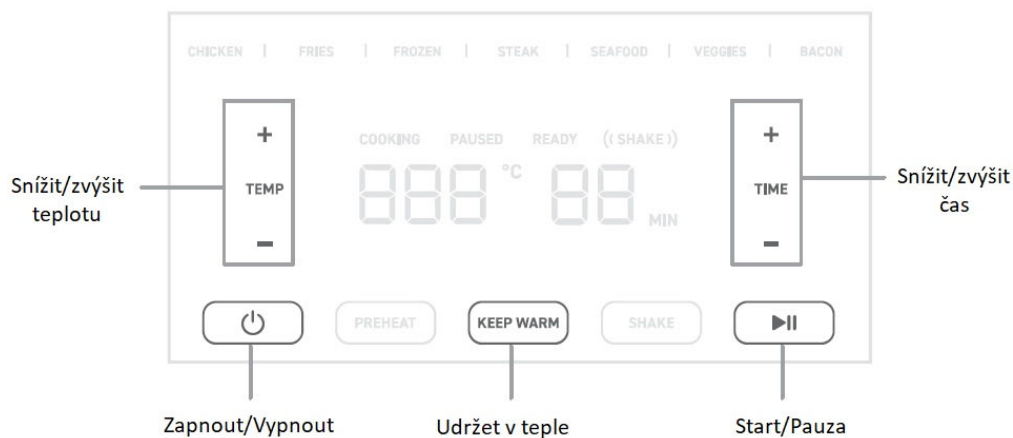 CHICKEN | FRIES | FROZEN | STEAK | SEAFOOD | VEGGIES | BACON
+
TEMP
−
COOKING PAUSED READY ((SHAKE))
888 °C 88 MIN
+
TIME
−
Snížit/zvýšit
teplotu
Snížit/zvýšit
čas
PREHEAT
KEEP WARM
SHAKE
Zapnout/Vypnout
Udržet v teple
Start/Pauza